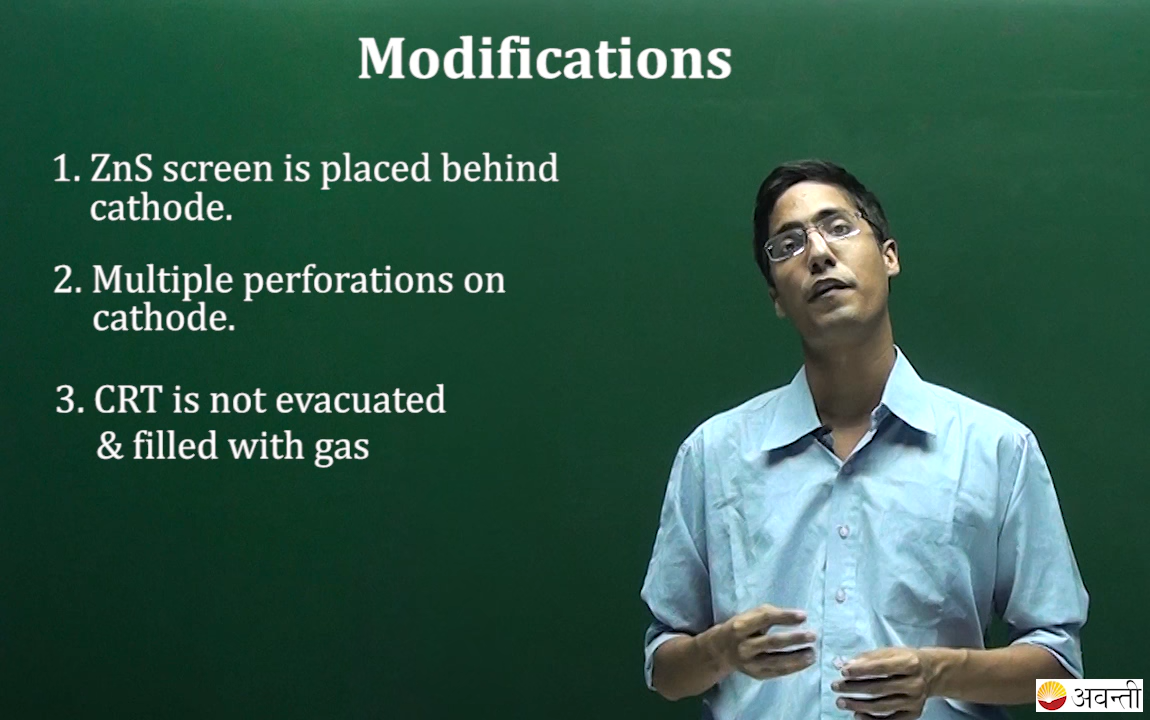 Modifications
1. ZnS screen is placed behind
cathode.
2. Multiple perforations on
cathode.
3. CRT is not evacuated
& filled with gas
अवन्ती